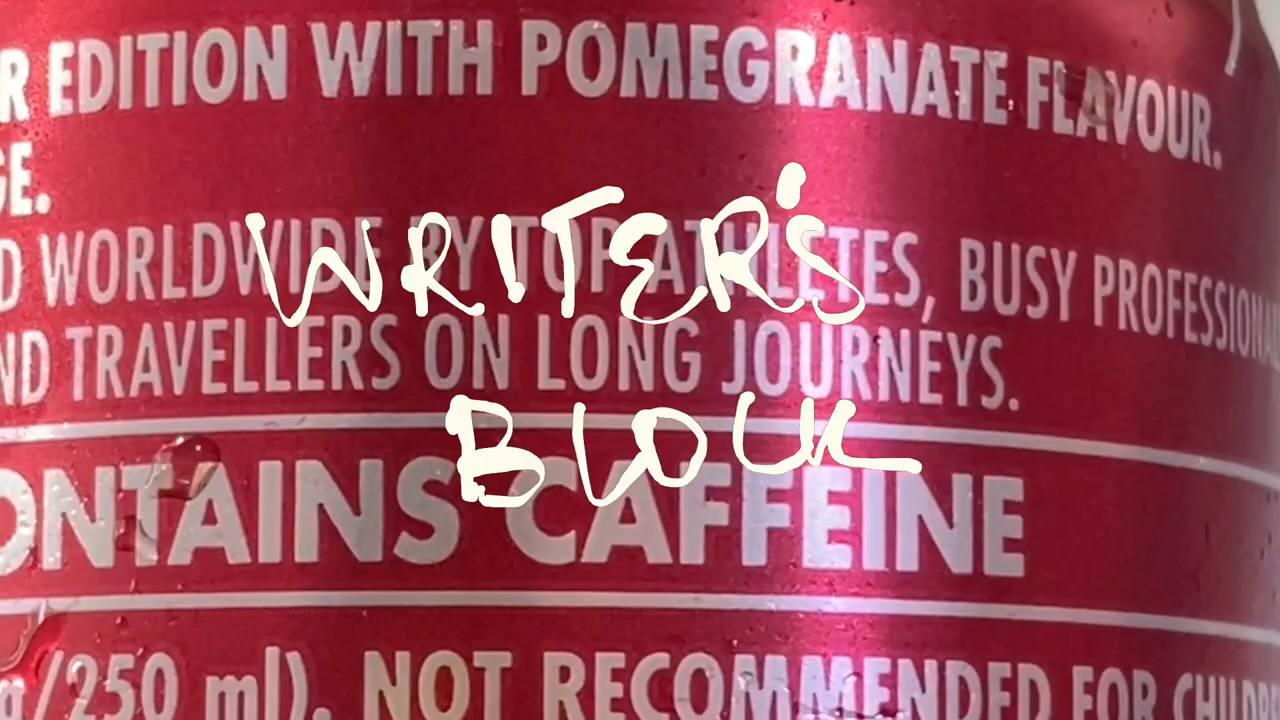 R EDITION WITH POMEGRANATE FLAVOUR.
GE.
WRITER'S
D WORLDWIDE BY TOP ATHLETES, BUSY PROFESSIONA
ND TRAVELLERS ON LONG JOURNEYS.
BLOCK
ONTAINS CAFFEINE
g/250 ml). NOT RECOMMENDED FOR CHILDRE